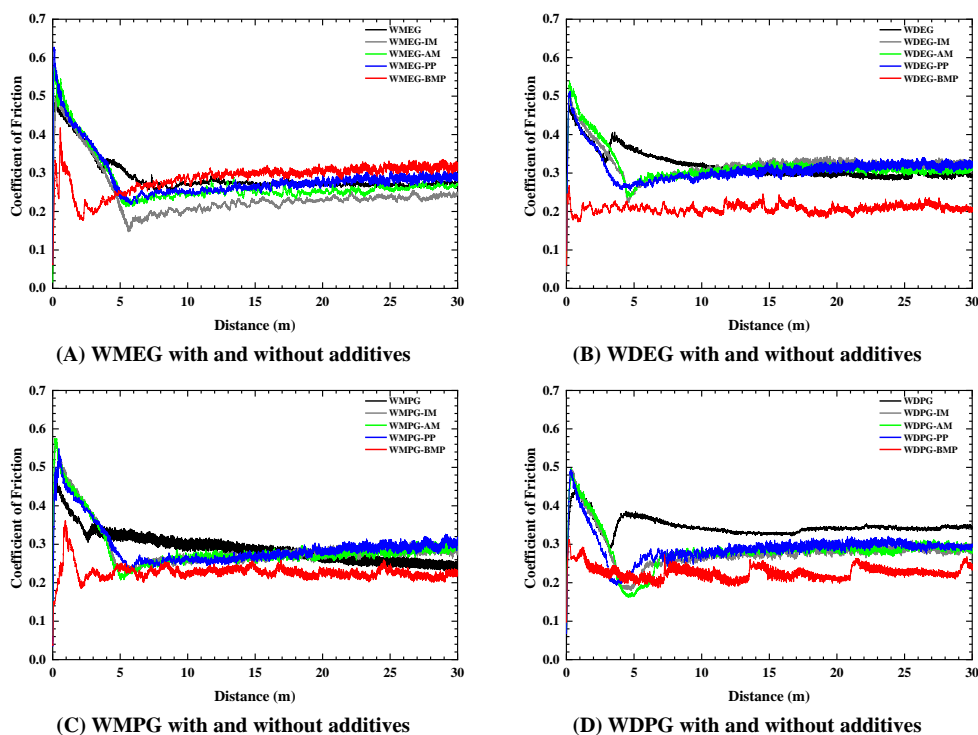 0.7
0.6
0.5
0.4
0.3
0.2
0.1
0.0
Coefficient of Friction
WMEG
WMEG-IM
WMEG-AM
WMEG-PP
WMEG-BMP
0 5 10 15 20 25 30
Distance (m)
(A) WMEG with and without additives
0.7
0.6
0.5
0.4
0.3
0.2
0.1
0.0
Coefficient of Friction
WDEG
WDEG-IM
WDEG-AM
WDEG-PP
WDEG-BMP
0 5 10 15 20 25 30
Distance (m)
(B) WDEG with and without additives
0.7
0.6
0.5
0.4
0.3
0.2
0.1
0.0
Coefficient of Friction
WMPG
WMPG-IM
WMPG-AM
WMPG-PP
WMPG-BMP
0 5 10 15 20 25 30
Distance (m)
(C) WMPG with and without additives
0.7
0.6
0.5
0.4
0.3
0.2
0.1
0.0
Coefficient of Friction
WDPG
WDPG-IM
WDPG-AM
WDPG-PP
WDPG-BMP
0 5 10 15 20 25 30
Distance (m)
(D) WDPG with and without additives